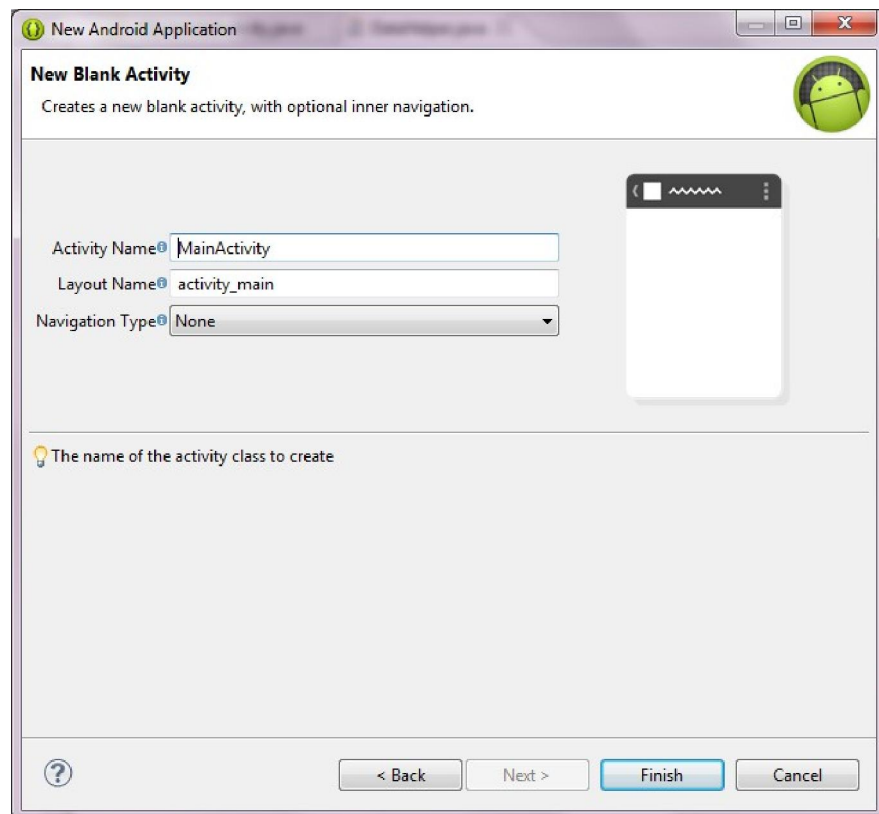 New Android Application
New Blank Activity
Creates a new blank activity, with optional inner navigation.
Activity Name MainActivity
Layout Name activity_main
Navigation Type None
The name of the activity class to create
< Back Next > Finish Cancel